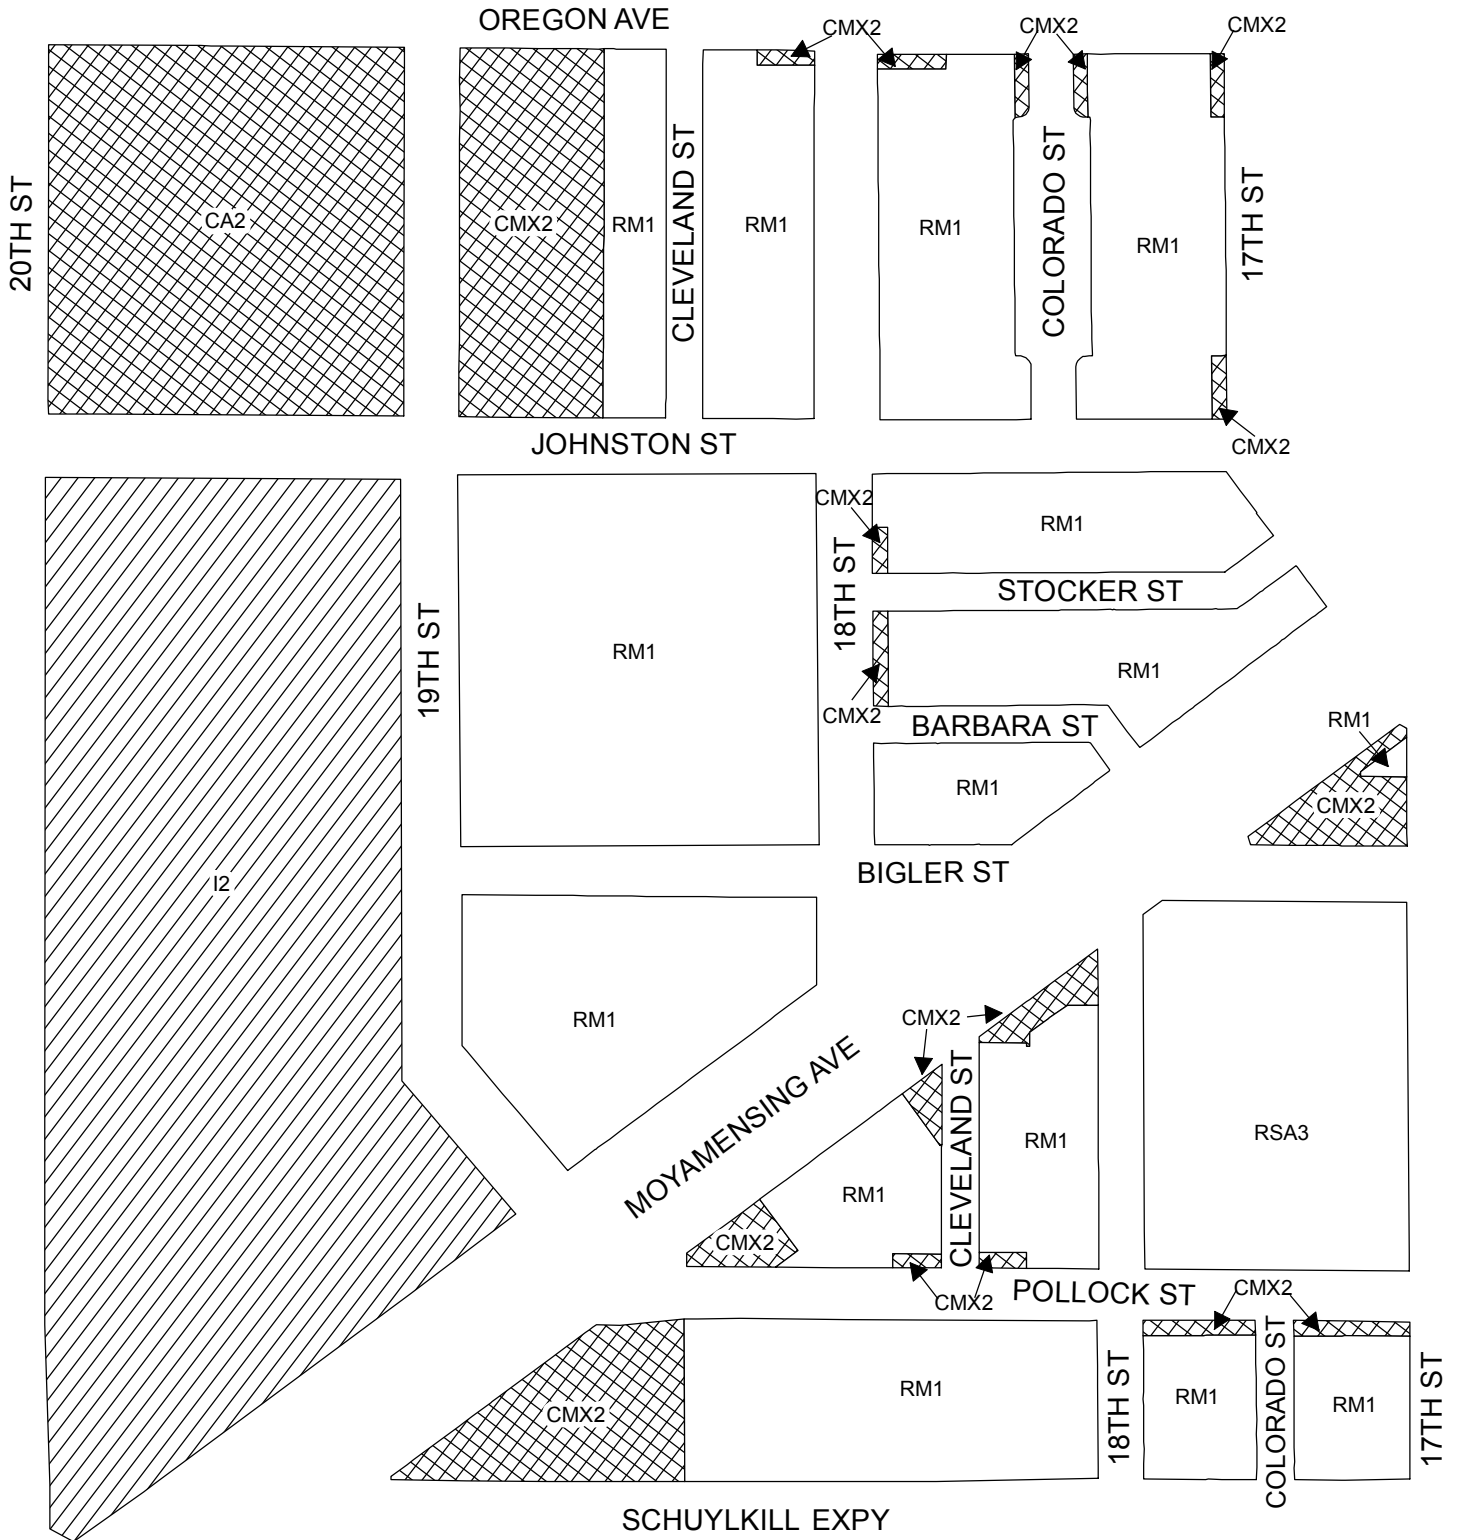 OREGON AVE
CMX2
CMX2
CMX2
20TH ST
CA2
CMX2
RM1
CLEVELAND ST
RM1
RM1
COLORADO ST
RM1
17TH ST
JOHNSTON ST
CMX2
CMX2
RM1
18TH ST
STOCKER ST
19TH ST
RM1
RM1
CMX2
BARBARA ST
RM1
RM1
CMX2
I2
BIGLER ST
RM1
CMX2
MOYAMENSING AVE
CLEVELAND ST
RM1
RSA3
RM1
CMX2
CMX2
POLLOCK ST
CMX2
CMX2
RM1
18TH ST
RM1
COLORADO ST
RM1
17TH ST
SCHUYLKILL EXPY